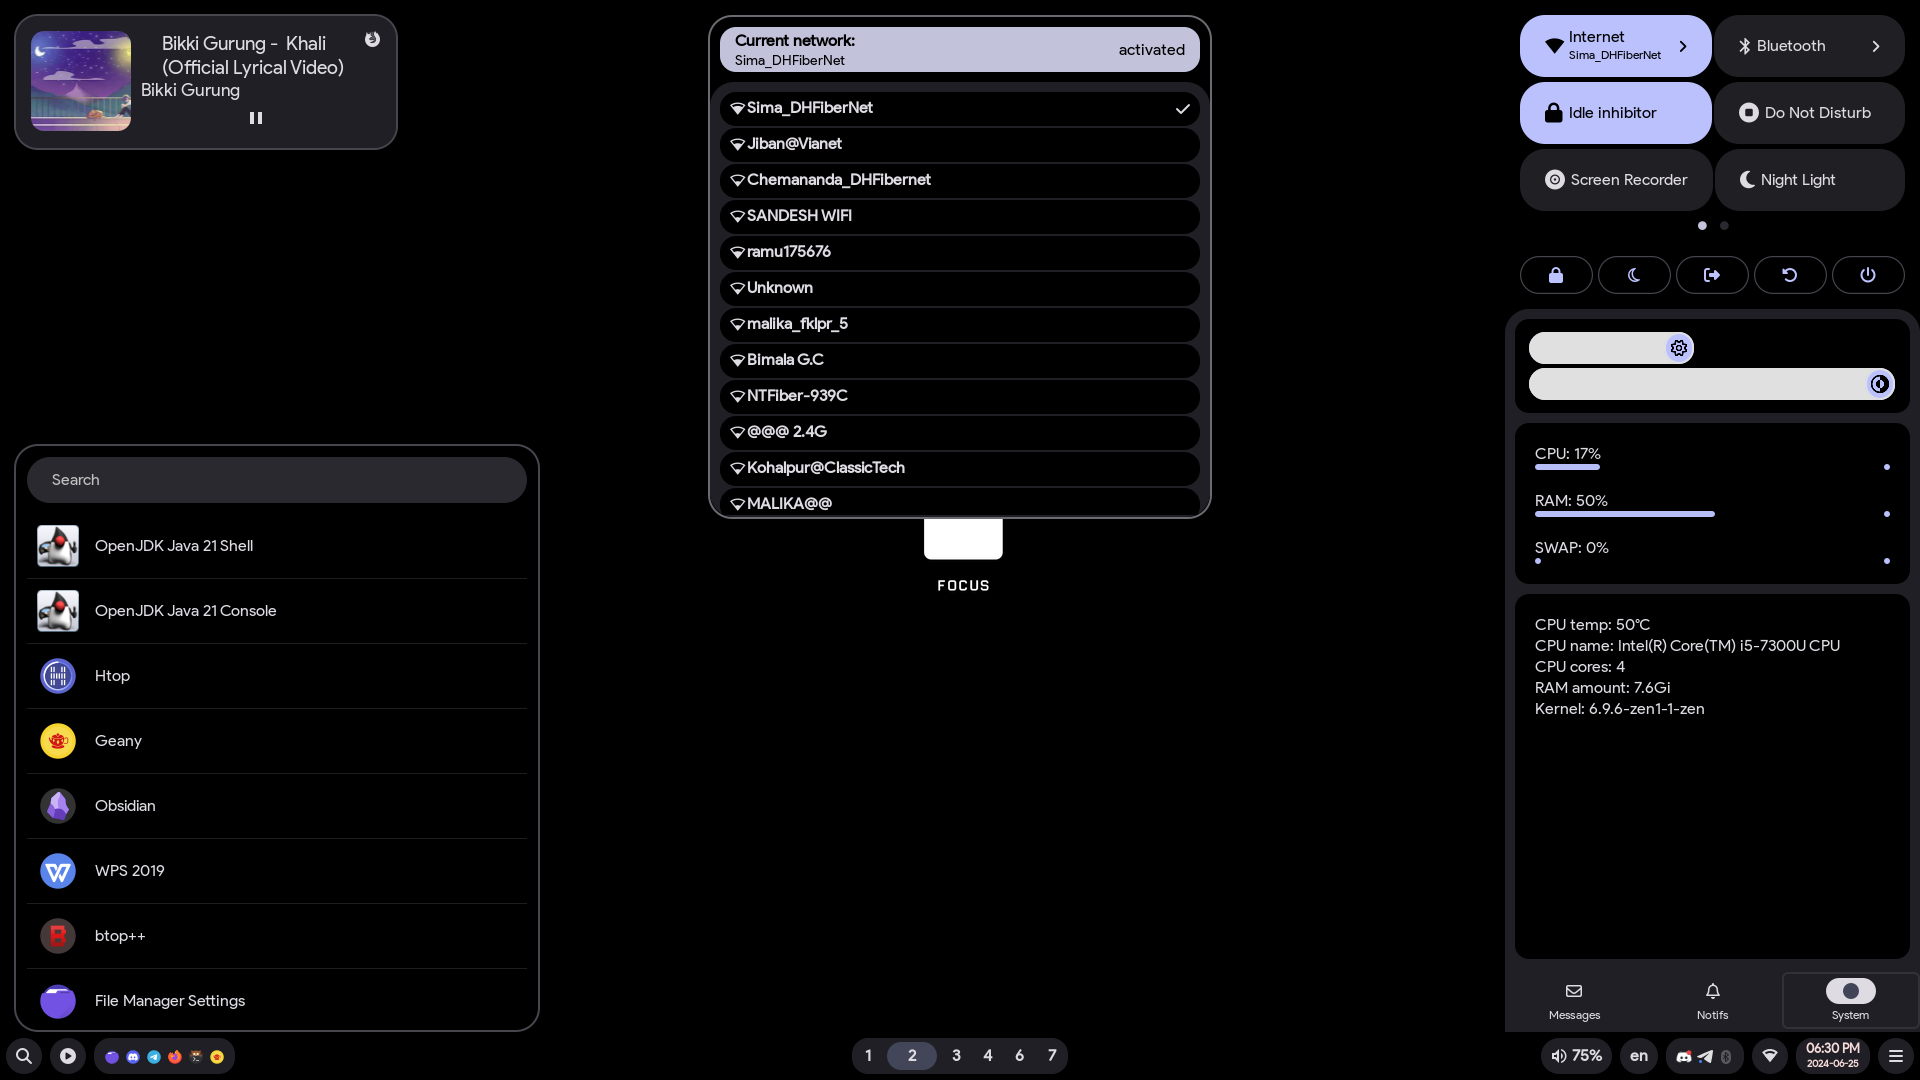 Bikki Gurung - Khali
(Official Lyrical Video)
Bikki Gurung
Current network:
Sima_DHFiberNet
activated
Sima_DHFiberNet
Jiban@Vianet
Chemananda_DHFibernet
SANDESH WIFI
ramu175676
Unknown
malika_fklpr_5
Bimala G.C
NTFiber-939C
@@@ 2.4G
Kohalpur@ClassicTech
MALIKA@@
FOCUS
Internet
Sima_DHFiberNet
Bluetooth
Idle inhibitor
Do Not Disturb
Screen Recorder
Night Light
CPU: 17%
RAM: 50%
SWAP: 0%
CPU temp: 50°C
CPU name: Intel(R) Core(TM) i5-7300U CPU
CPU cores: 4
RAM amount: 7.6Gi
Kernel: 6.9.6-zen1-1-zen
Messages
Notifs
System
Search
OpenJDK Java 21 Shell
OpenJDK Java 21 Console
Htop
Geany
Obsidian
WPS 2019
btop++
File Manager Settings
1 2 3 4 6 7
75%
en
06:30 PM
2024-06-25